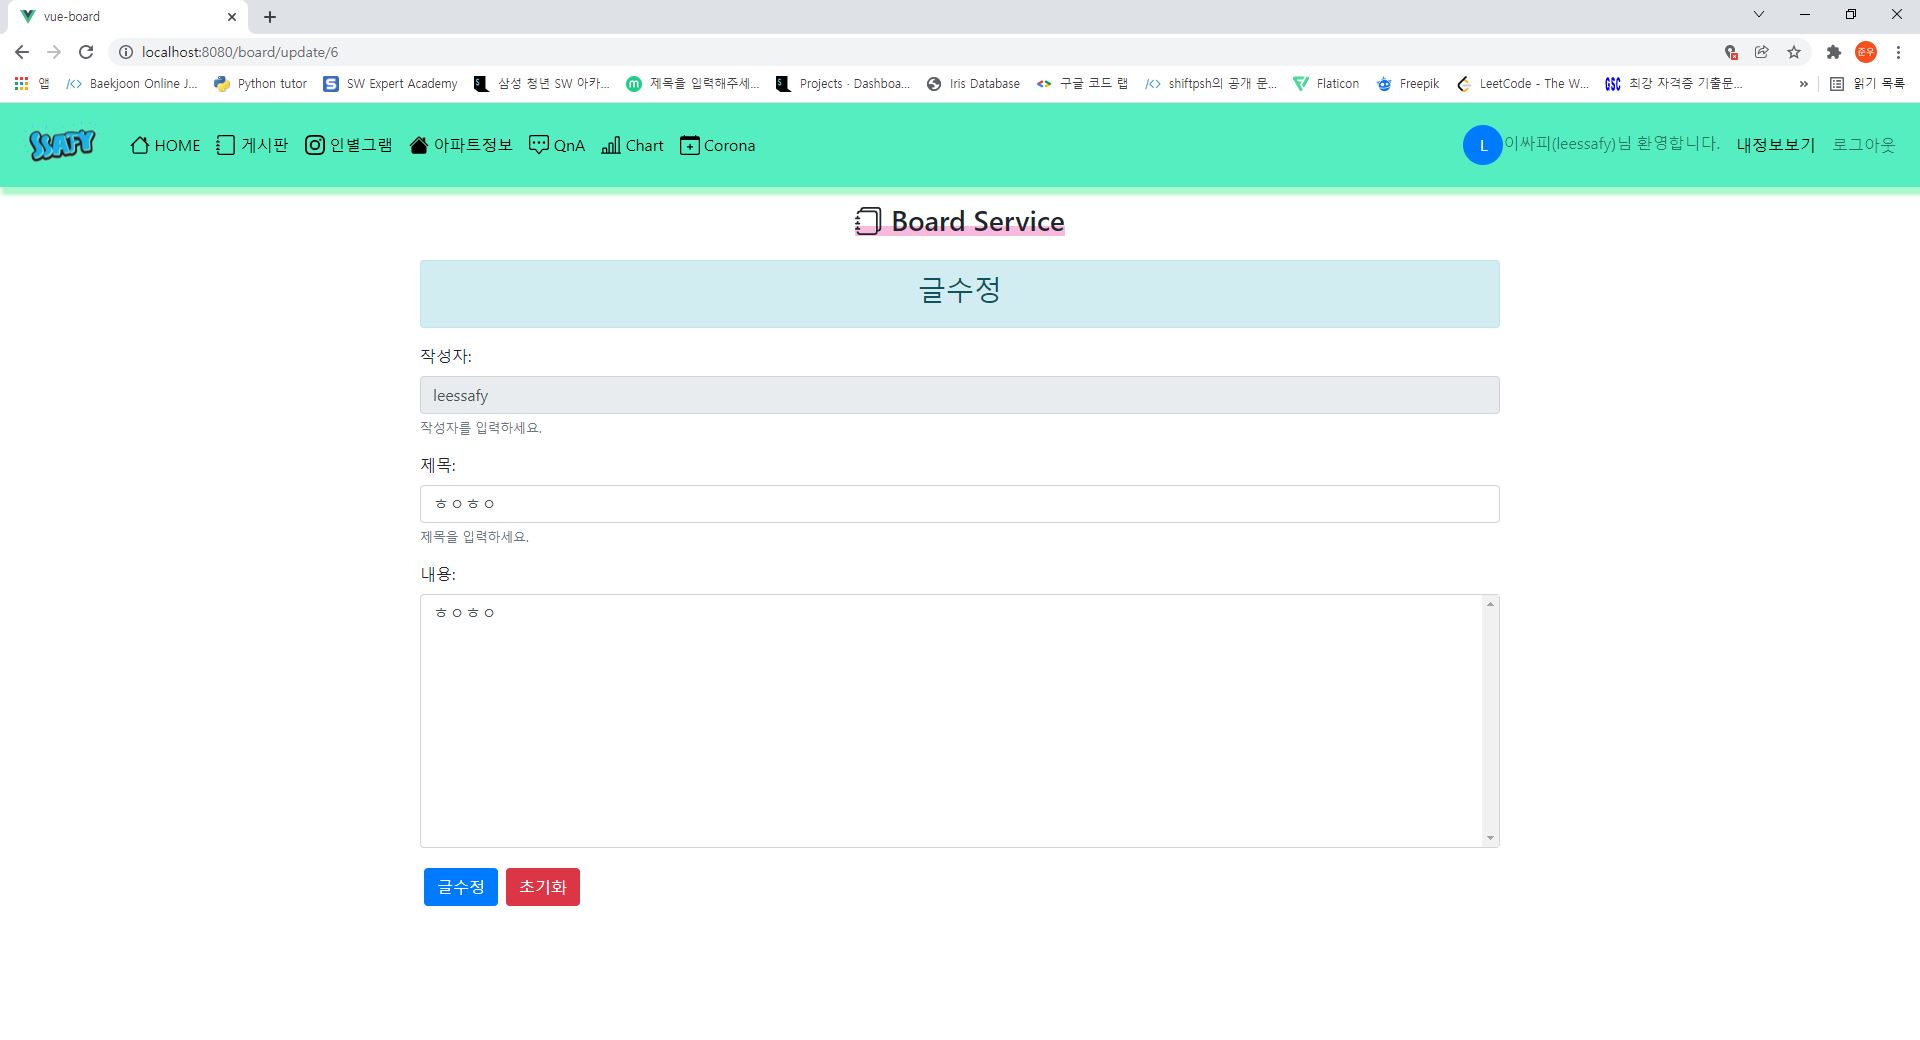 vue-board
localhost:8080/board/update/6
준우
앱 Baekjoon Online J... Python tutor SW Expert Academy 삼성 청년 SW 아카... 제목을 입력해주세... Projects · Dashboa... Iris Database 구글 코드 랩 shiftpsh의 공개 문... Flaticon Freepik LeetCode - The W... GSC 최강 자격증 기출문... » 읽기 목록
SSAFY HOME 게시판 인별그램 아파트정보 QnA Chart Corona L 이싸피(leessafy)님 환영합니다. 내정보보기 로그아웃
Board Service
글수정
작성자:
leessafy
작성자를 입력하세요.
제목:
ㅎㅇㅎㅇ
제목을 입력하세요.
내용:
ㅎㅇㅎㅇ
글수정 초기화